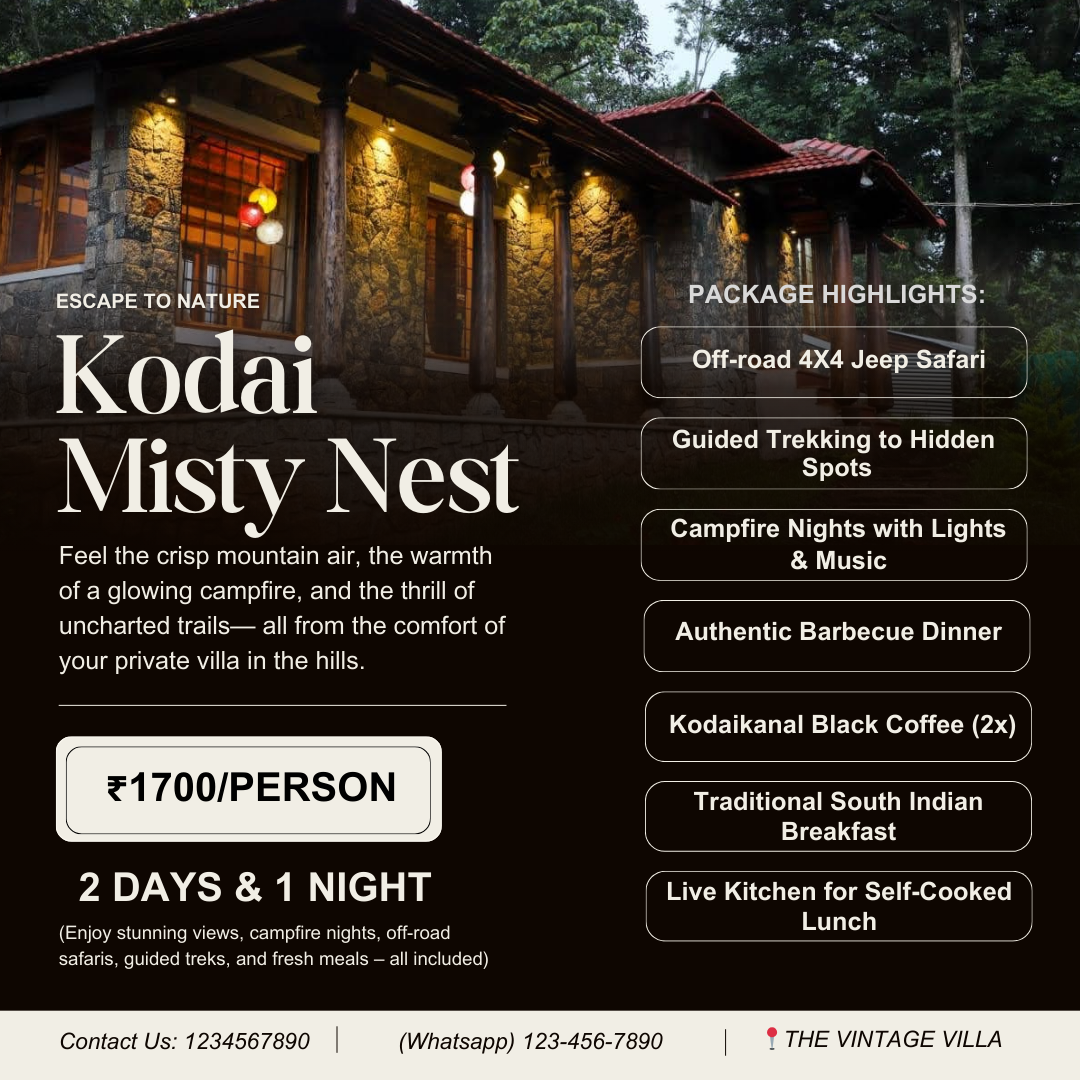 ESCAPE TO NATURE
Kodai
Misty Nest
Feel the crisp mountain air, the warmth
of a glowing campfire, and the thrill of
uncharted trails— all from the comfort of
your private villa in the hills.
₹1700/PERSON
2 DAYS & 1 NIGHT
(Enjoy stunning views, campfire nights, off-road
safaris, guided treks, and fresh meals – all included)
PACKAGE HIGHLIGHTS:
Off-road 4X4 Jeep Safari
Guided Trekking to Hidden
Spots
Campfire Nights with Lights
& Music
Authentic Barbecue Dinner
Kodaikanal Black Coffee (2x)
Traditional South Indian
Breakfast
Live Kitchen for Self-Cooked
Lunch
Contact Us: 1234567890
(Whatsapp) 123-456-7890
📍THE VINTAGE VILLA